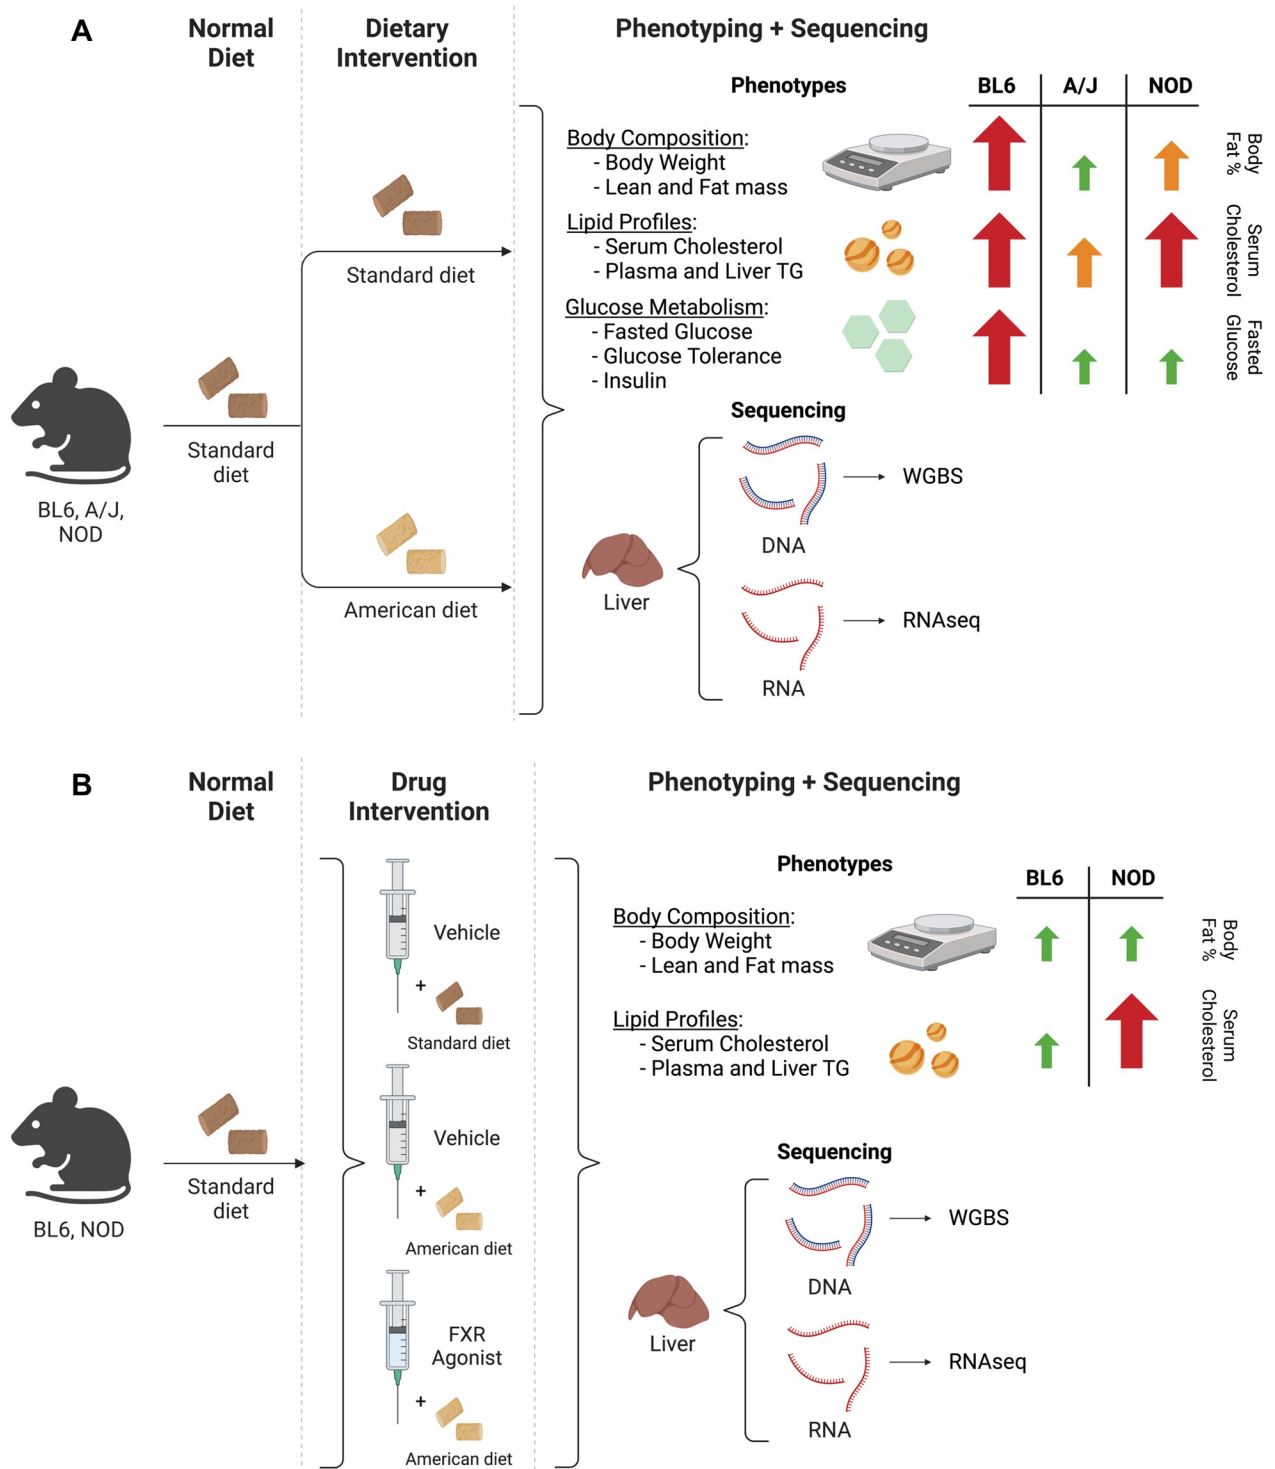 A
Normal
Diet
Dietary
Intervention
Phenotyping + Sequencing
Phenotypes
BL6
A/J
NOD
Body Composition:
- Body Weight
- Lean and Fat mass
Body
Fat %
Lipid Profiles:
- Serum Cholesterol
- Plasma and Liver TG
Serum
Cholesterol
Glucose Metabolism:
- Fasted Glucose
- Glucose Tolerance
- Insulin
Fasted
Glucose
Standard diet
Standard
diet
BL6, A/J,
NOD
American diet
Sequencing
WGBS
DNA
Liver
RNAseq
RNA
B
Normal
Diet
Drug
Intervention
Phenotyping + Sequencing
Phenotypes
BL6
NOD
Body Composition:
- Body Weight
- Lean and Fat mass
Body
Fat %
Lipid Profiles:
- Serum Cholesterol
- Plasma and Liver TG
Serum
Cholesterol
Vehicle
+
Standard diet
Vehicle
+
American diet
FXR
Agonist
+
American diet
Standard
diet
BL6, NOD
Sequencing
WGBS
DNA
Liver
RNAseq
RNA